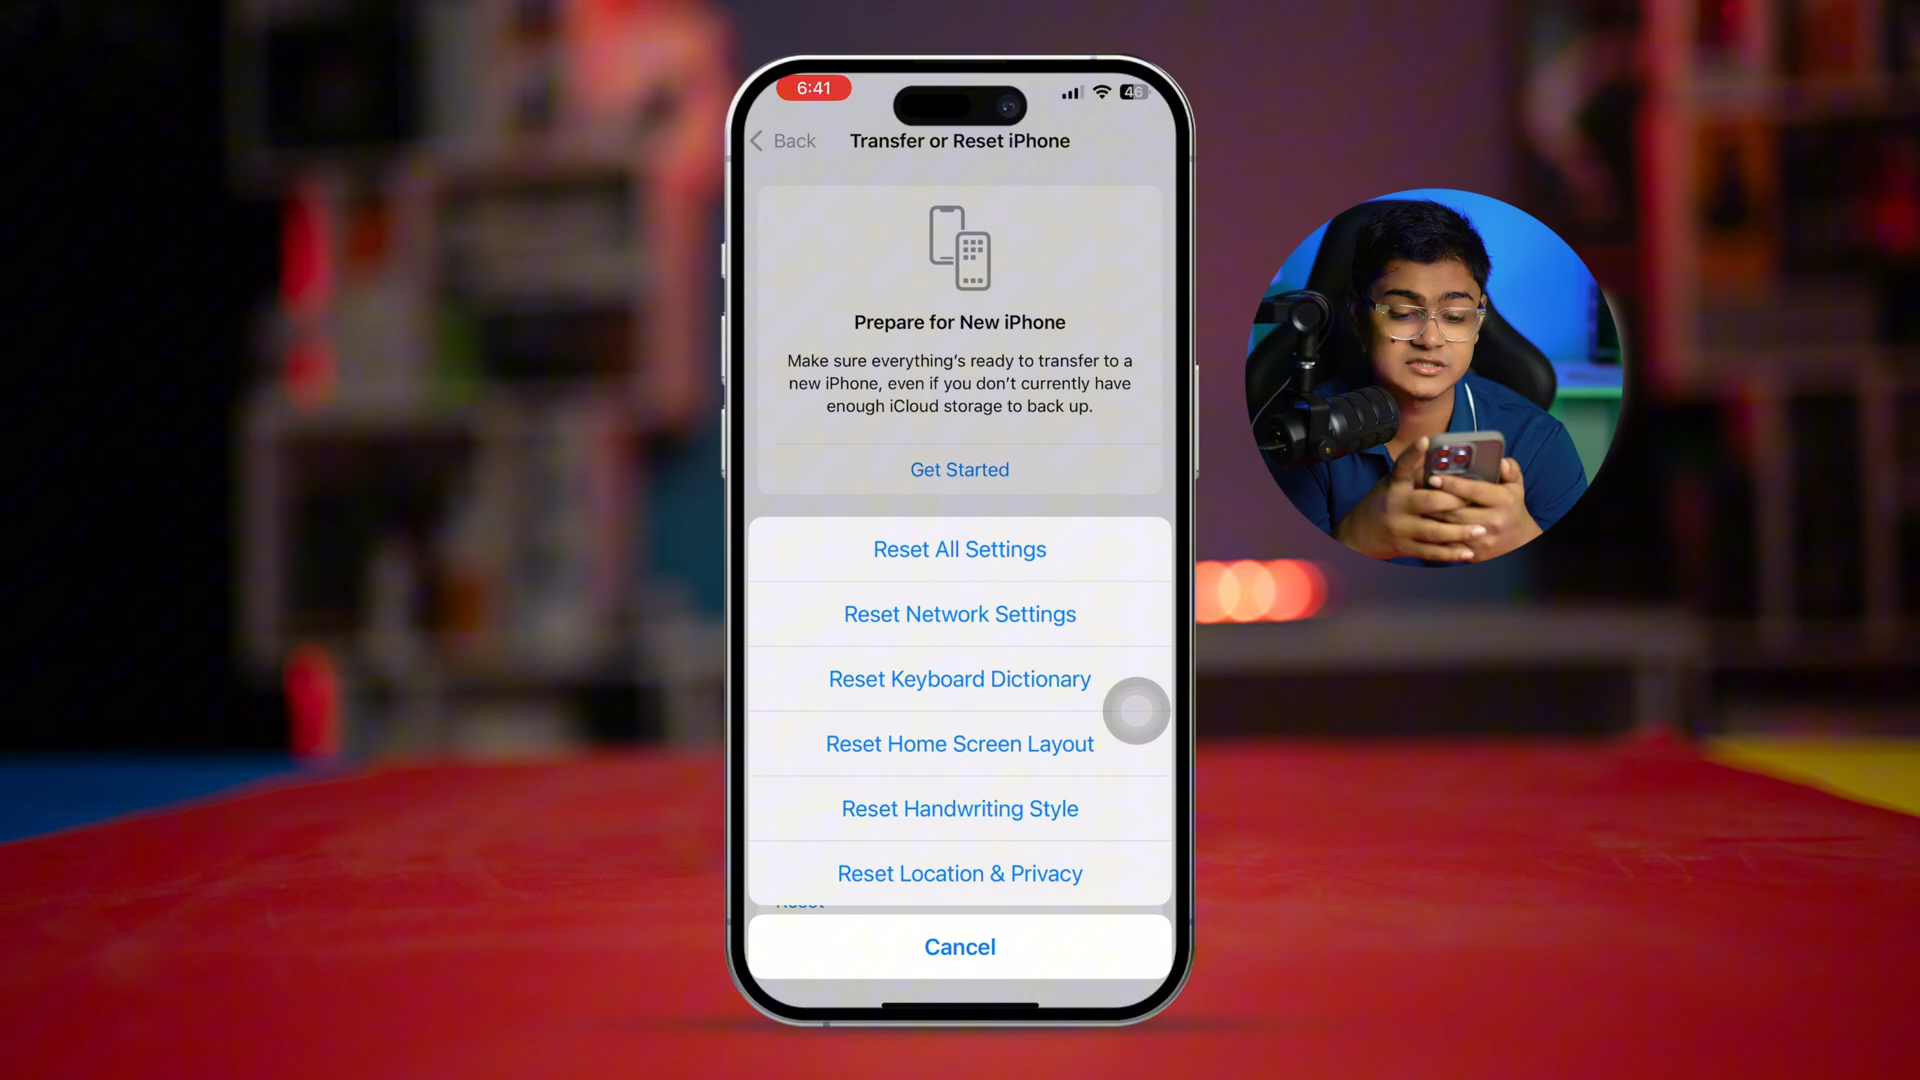 6:41
46
Back
Transfer or Reset iPhone
Prepare for New iPhone
Make sure everything's ready to transfer to a
new iPhone, even if you don't currently have
enough iCloud storage to back up.
Get Started
Reset All Settings
Reset Network Settings
Reset Keyboard Dictionary
Reset Home Screen Layout
Reset Handwriting Style
Reset Location & Privacy
Reset
Cancel